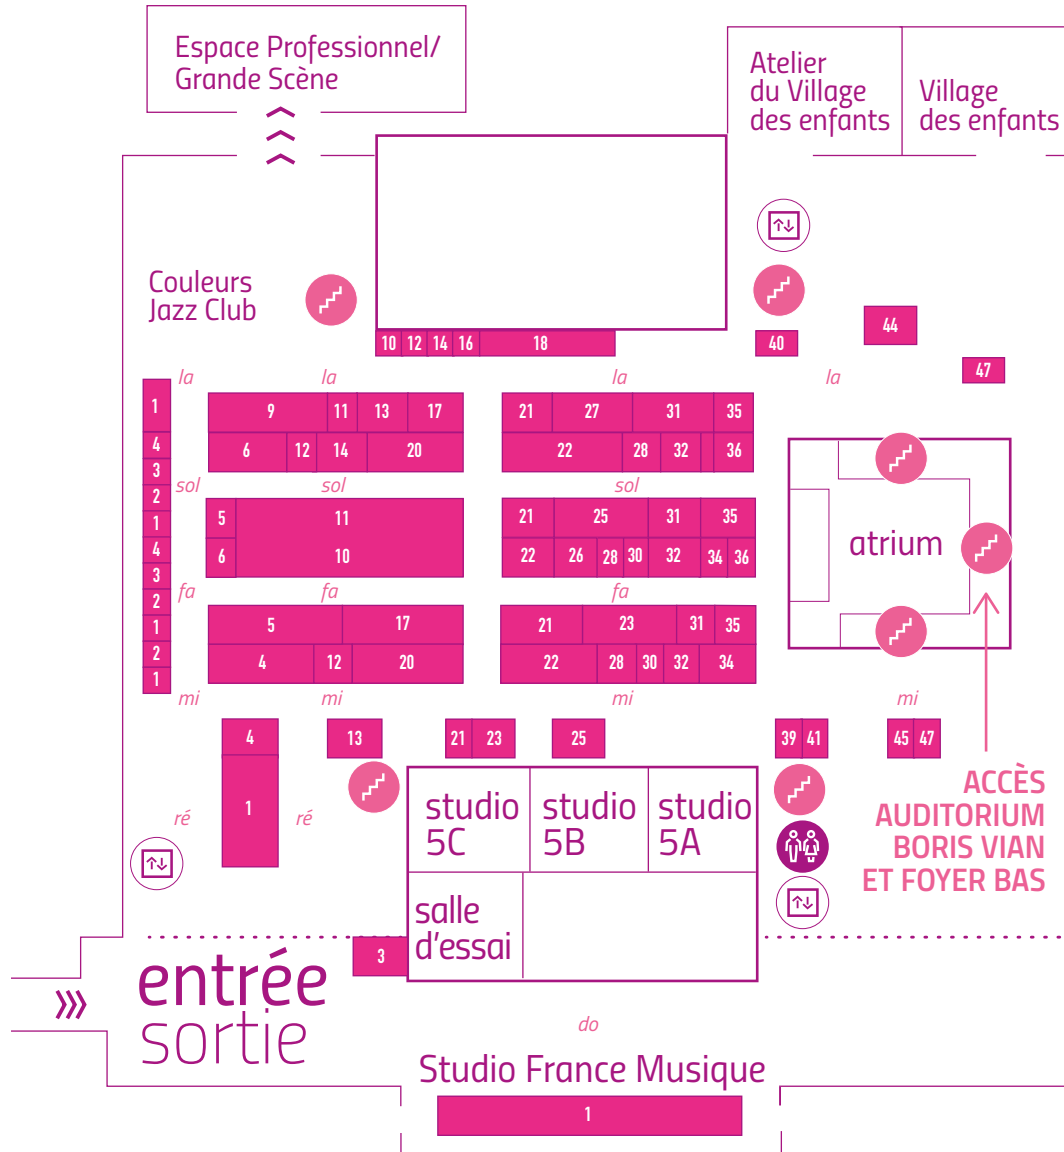 Espace Professionnel/
Grande Scène
Atelier
du Village
des enfants
Village
des enfants
Couleurs
Jazz Club
10 12 14 16 18
40
44
47
la la la la
1
4
3
2
1
4
3
2
1
2
1
9 11 13 17
21 27 31 35
6 12 14 20
22 28 32 36
sol sol sol
5 11
21 25 31 35
6 10
22 26 28 30 32 34 36
atrium
fa fa fa
5 17
21 23 31 35
4 12 20
22 28 30 32 34
mi mi mi mi
4
13
21 23
25
39 41
45 47
1
ré ré
studio
5C
studio
5B
studio
5A
ACCÈS
AUDITORIUM
BORIS VIAN
ET FOYER BAS
salle
d'essai
3
entrée
sortie
do
Studio France Musique
1